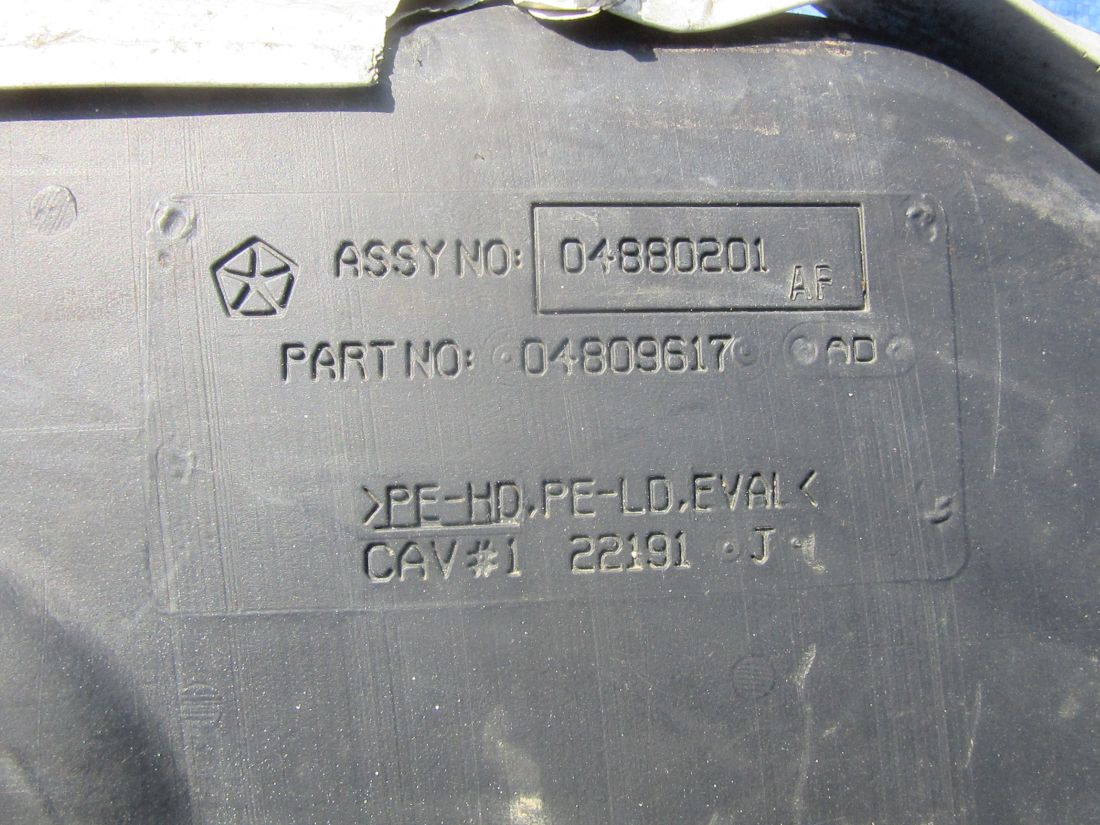 ASSY NO: 04880201 AF
PART NO: 04809617 AD
>PE-HD,PE-LD,EVAL<
CAV#1 22191 J